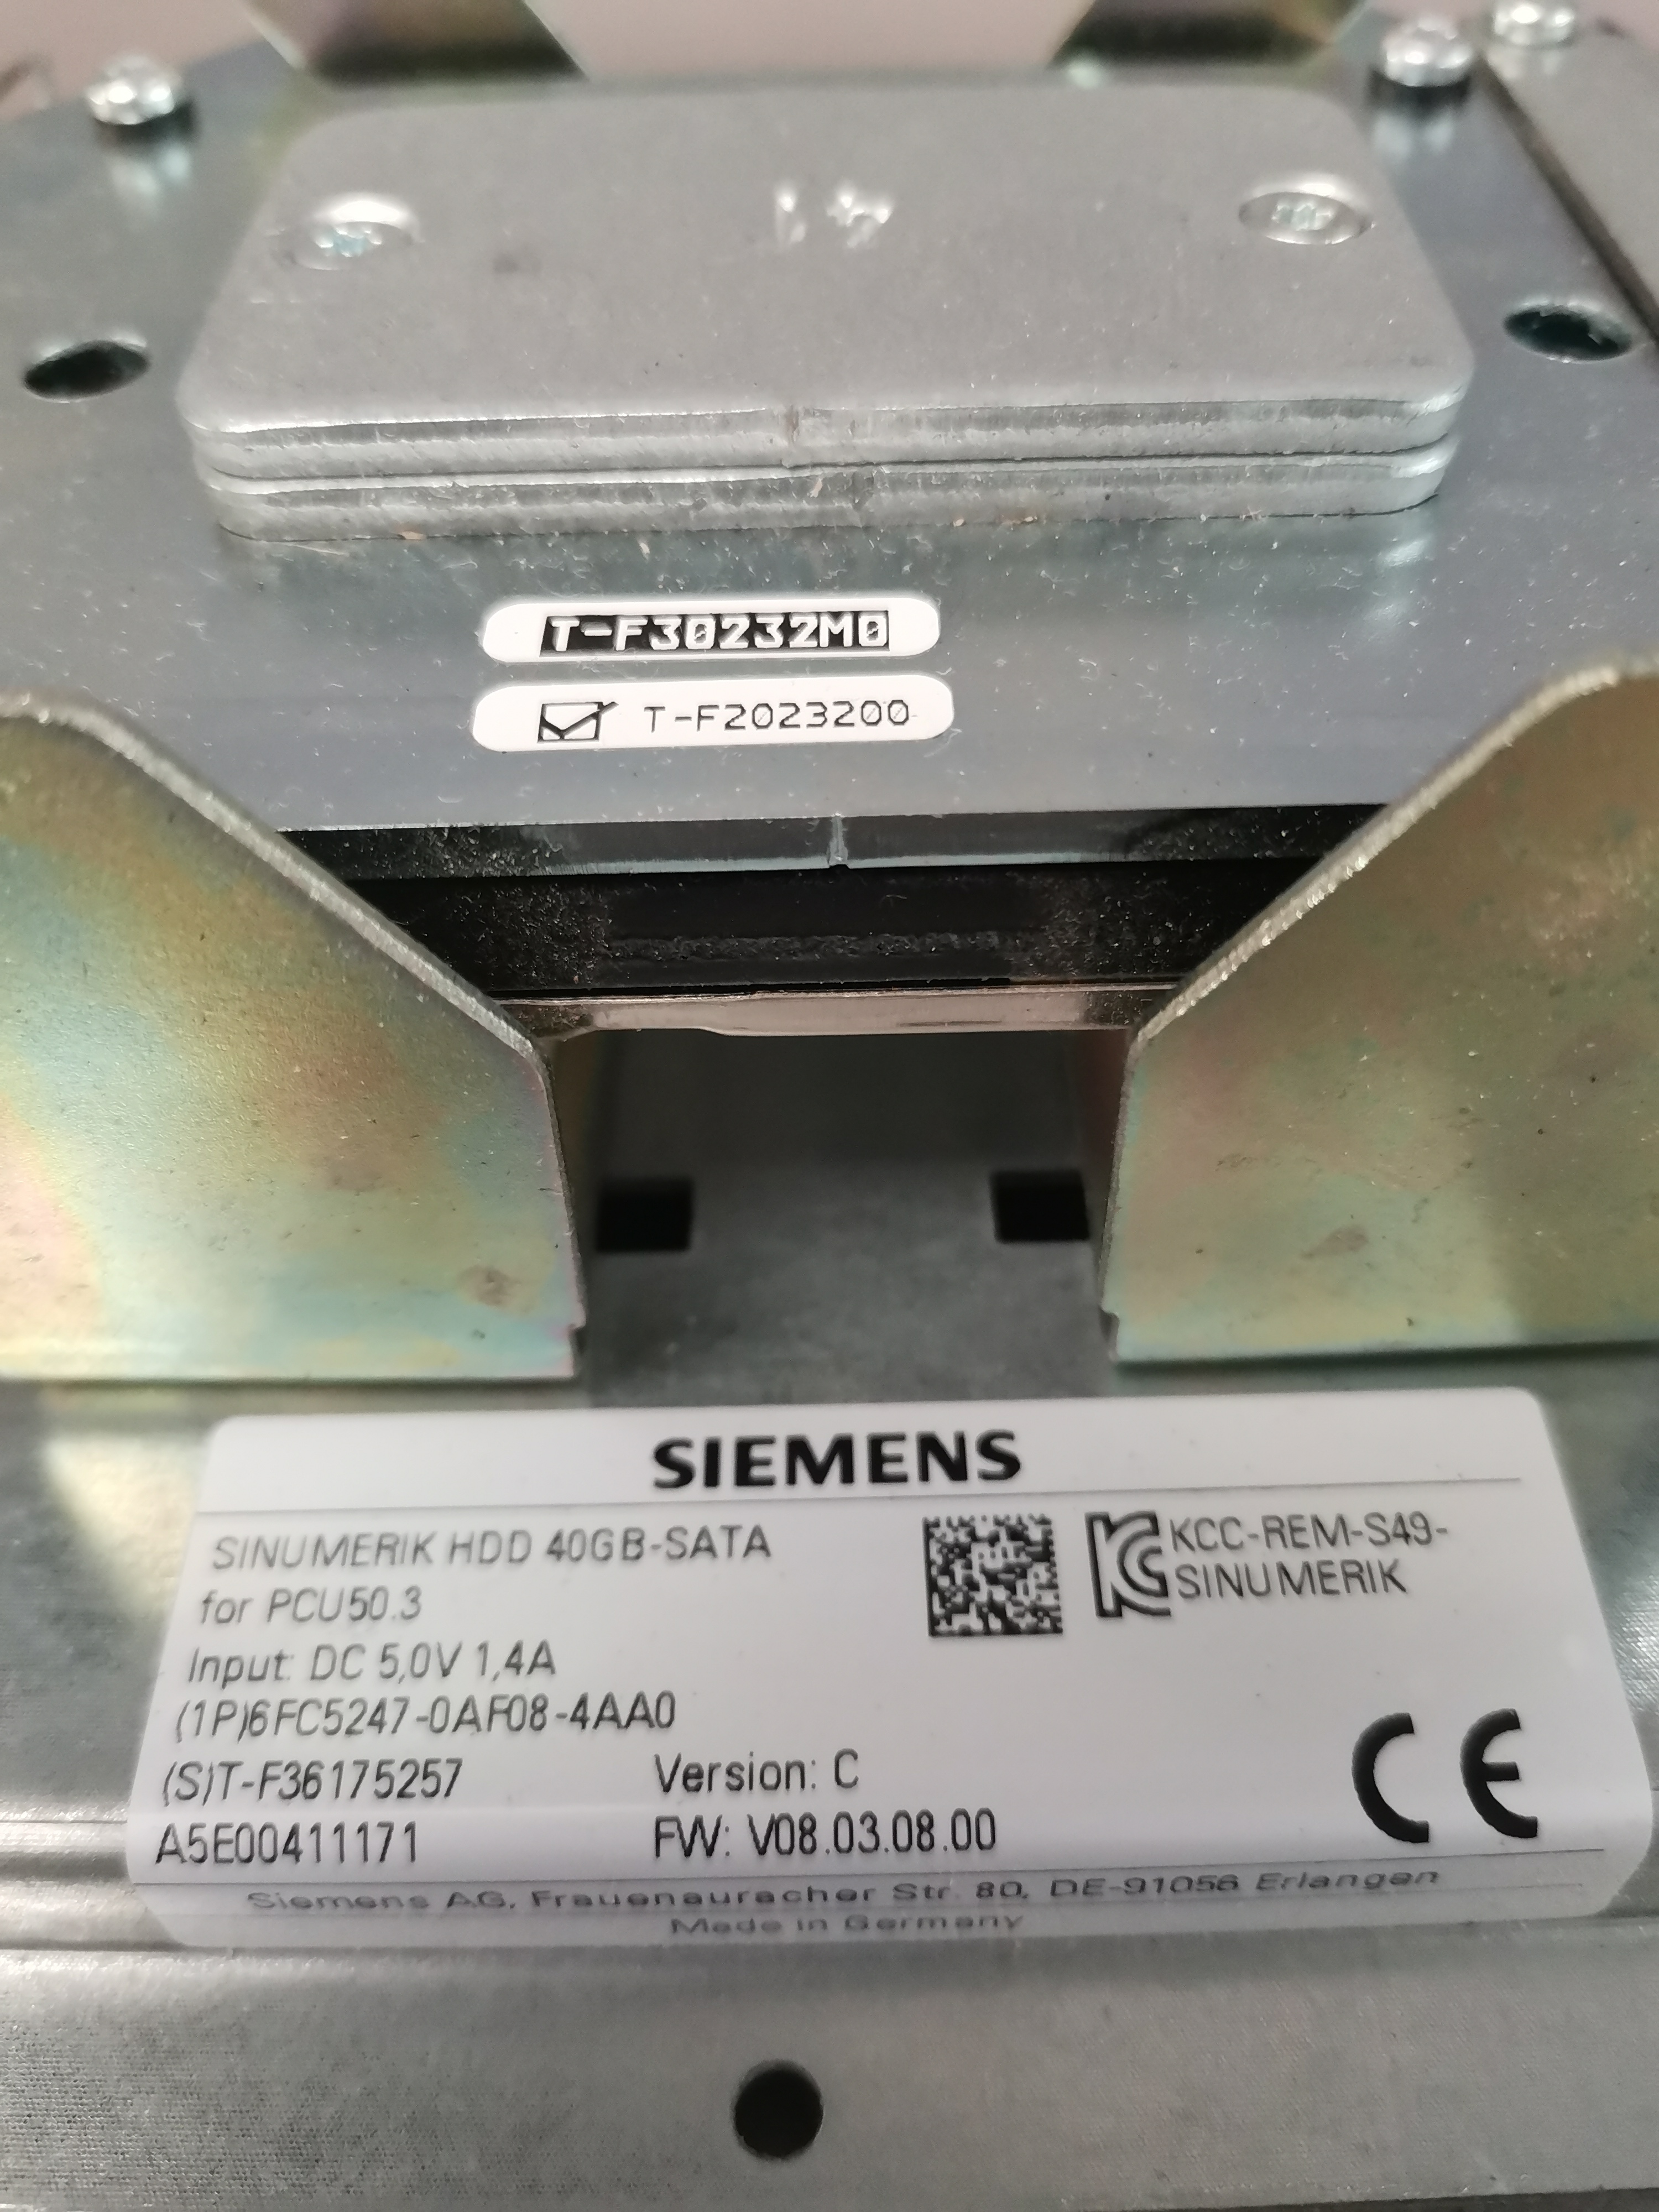 T-F30232M0
T-F2023200
SIEMENS
SINUMERIK HDD 40GB-SATA
for PCU50.3
Input: DC 5,0V 1,4A
(1P)6FC5247-0AF08-4AA0
(S)T-F36175257 Version: C
A5E00411171 FW: V08.03.08.00
KCC-REM-S49-
SINUMERIK
CE
Siemens AG, Frauenauracher Str. 80, DE-91056 Erlangen
Made in Germany